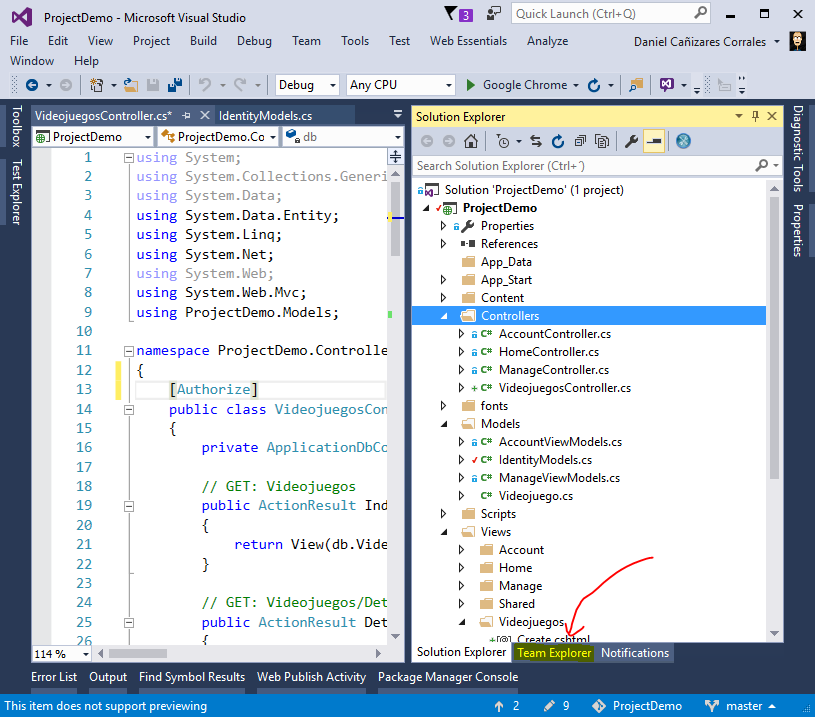 ProjectDemo - Microsoft Visual Studio
3
Quick Launch (Ctrl+Q)
File Edit View Project Build Debug Team Tools Test Web Essentials Analyze
Daniel Cañizares Corrales
Window Help
Debug Any CPU Google Chrome
Toolbox
Test Explorer
VideojuegosController.cs* IdentityModels.cs
ProjectDemo ProjectDemo.Co db
1 using System;
2 using System.Collections.Generi
3 using System.Data;
4 using System.Data.Entity;
5 using System.Linq;
6 using System.Net;
7 using System.Web;
8 using System.Web.Mvc;
9 using ProjectDemo.Models;
10
11 namespace ProjectDemo.Controlle
12 {
13 [Authorize]
14 public class VideojuegosCon
15 {
16 private ApplicationDbCo
17
18 // GET: Videojuegos
19 public ActionResult Ind
20 {
21 return View(db.Vide
22 }
23
24 // GET: Videojuegos/Det
25 public ActionResult Det
26 {
114 %
Solution Explorer
Search Solution Explorer (Ctrl+´)
Solution 'ProjectDemo' (1 project)
ProjectDemo
Properties
References
App_Data
App_Start
Content
Controllers
C# AccountController.cs
C# HomeController.cs
C# ManageController.cs
+ C# VideojuegosController.cs
fonts
Models
C# AccountViewModels.cs
C# IdentityModels.cs
C# ManageViewModels.cs
C# Videojuego.cs
Scripts
Views
Account
Home
Manage
Shared
Videojuegos
+[@] Create.cshtml
Solution Explorer Team Explorer Notifications
Diagnostic Tools
Properties
Error List Output Find Symbol Results Web Publish Activity Package Manager Console
This item does not support previewing 2 9 ProjectDemo master